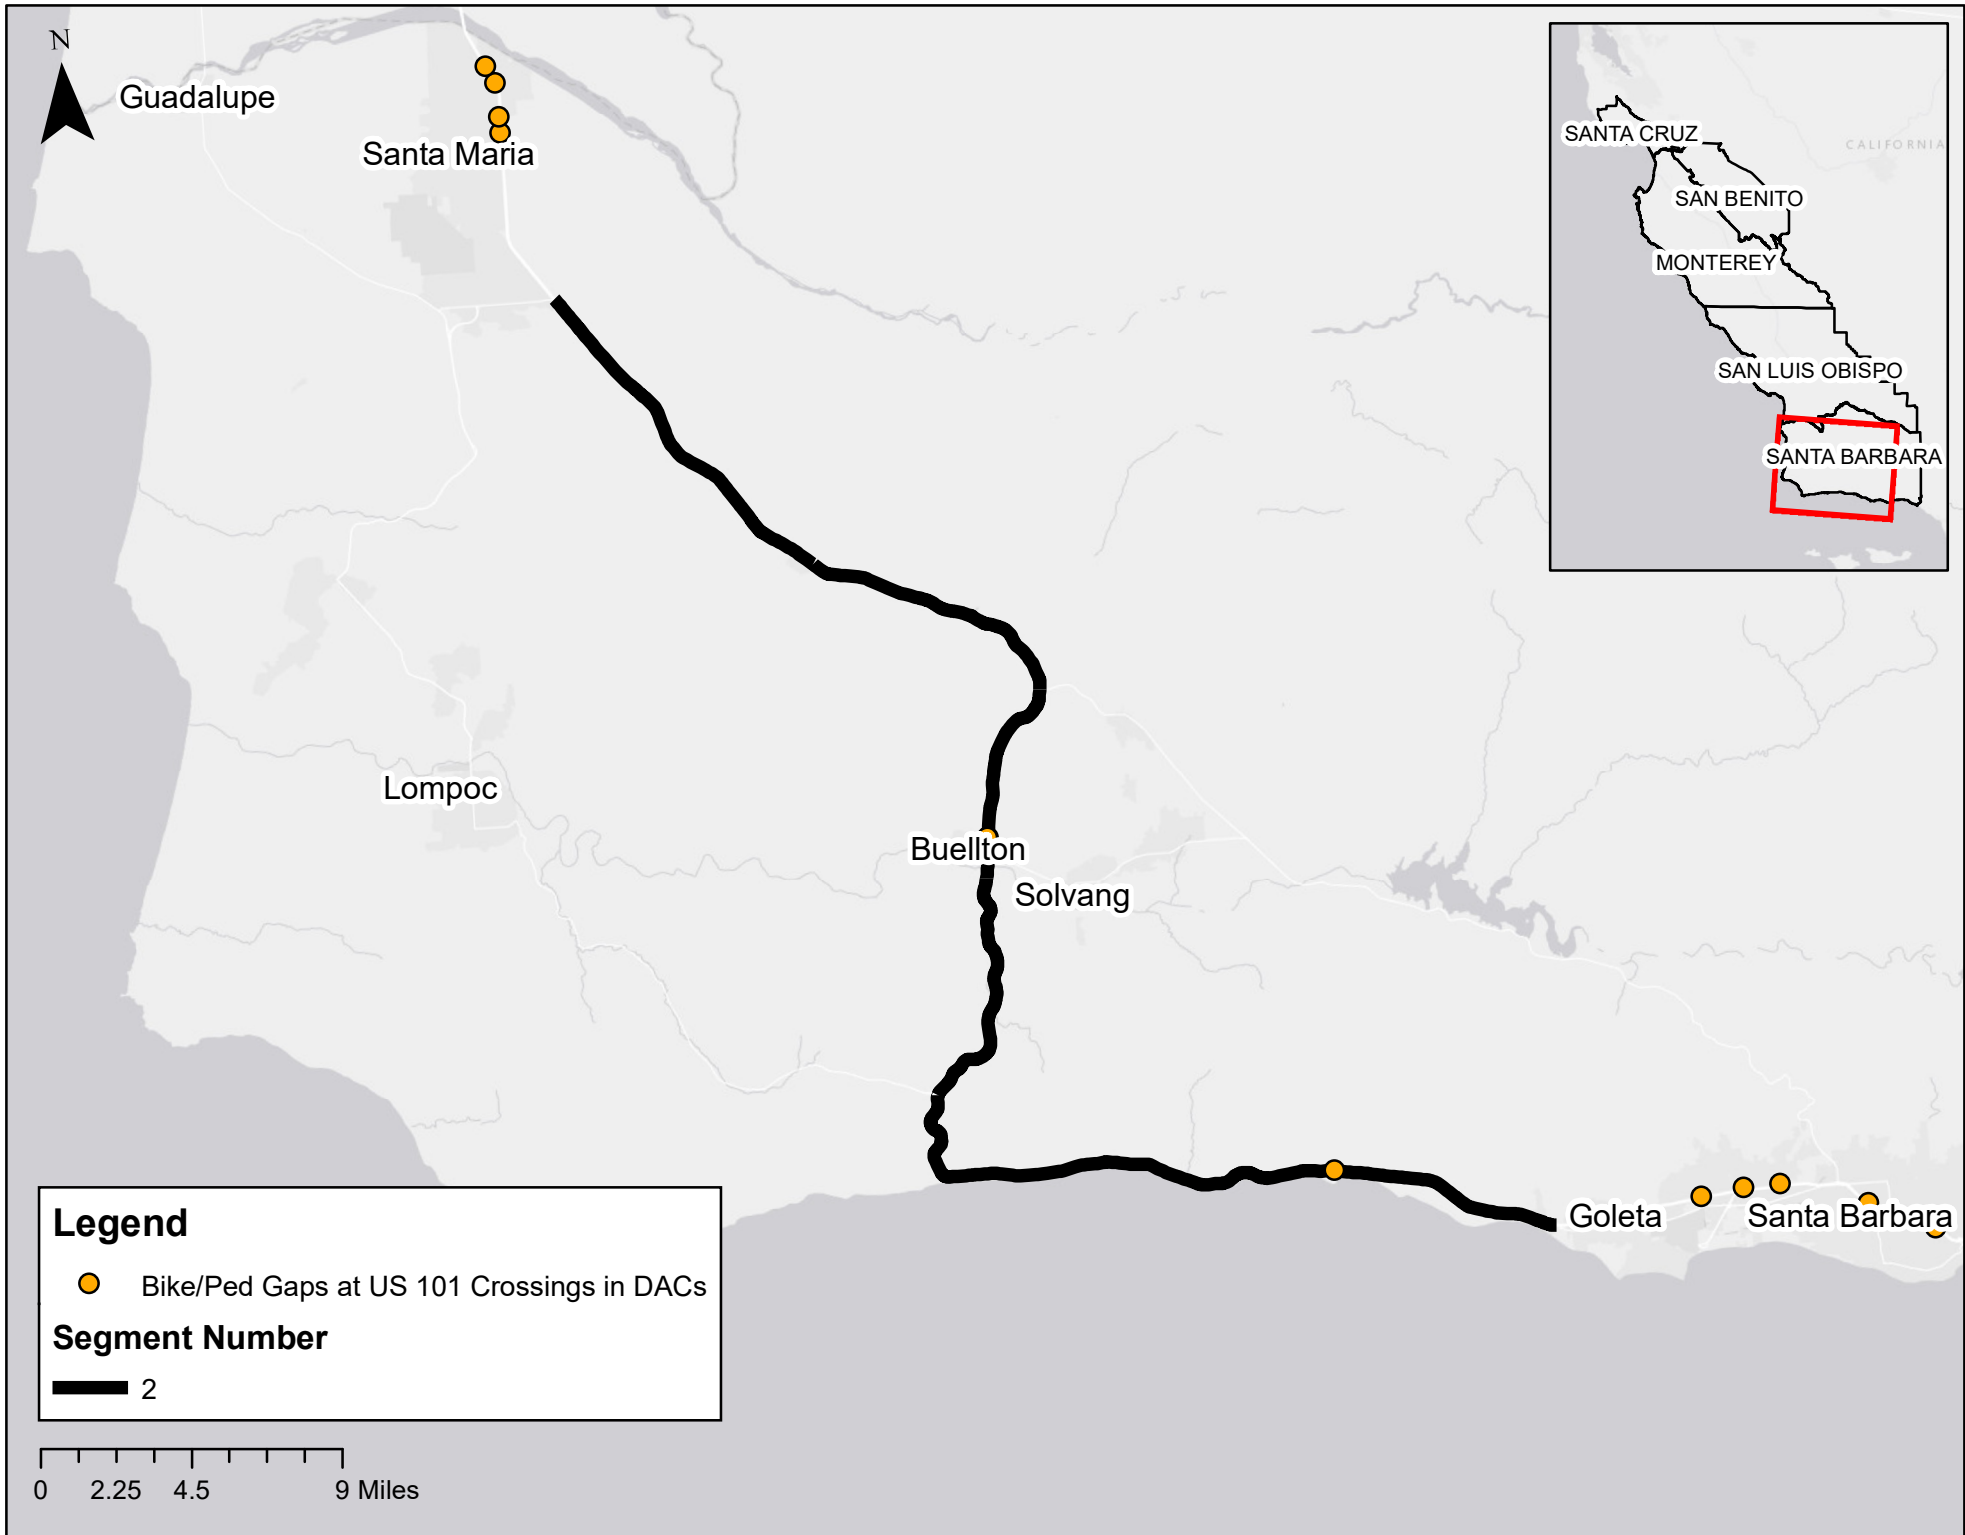 N
Guadalupe
Santa Maria
Lompoc
Buellton
Solvang
Goleta
Santa Barbara
SANTA CRUZ
CALIFORNIA
SAN BENITO
MONTEREY
SAN LUIS OBISPO
SANTA BARBARA
Legend
Bike/Ped Gaps at US 101 Crossings in DACs
Segment Number
2
0 2.25 4.5 9 Miles